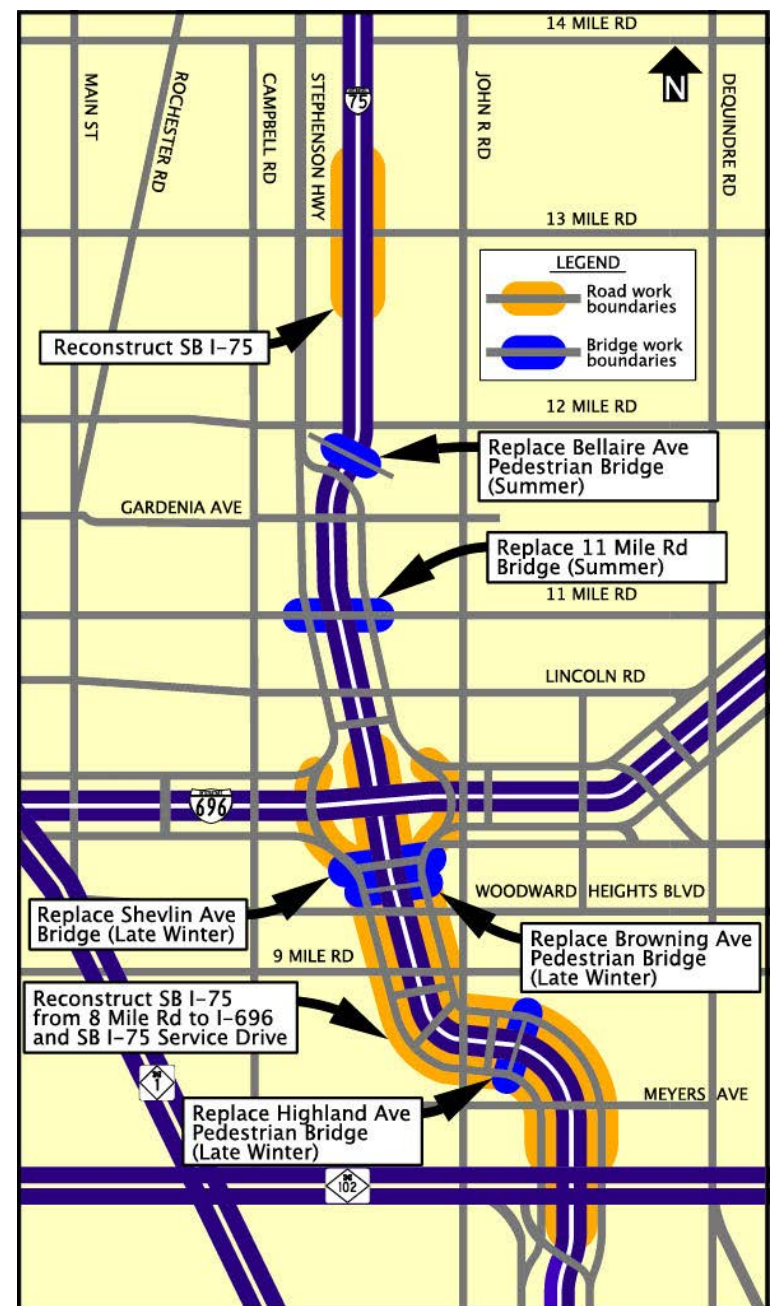 14 MILE RD
N
MAIN ST
ROCHESTER RD
CAMPBELL RD
STEPHENSON HWY
75
JOHN R RD
DEQUINDRE RD
13 MILE RD
LEGEND
Road work
boundaries
Bridge work
boundaries
Reconstruct SB I-75
12 MILE RD
Replace Bellaire Ave
Pedestrian Bridge
(Summer)
GARDENIA AVE
Replace 11 Mile Rd
Bridge (Summer)
11 MILE RD
LINCOLN RD
696
WOODWARD HEIGHTS BLVD
Replace Shevlin Ave
Bridge (Late Winter)
Replace Browning Ave
Pedestrian Bridge
(Late Winter)
9 MILE RD
Reconstruct SB I-75
from 8 Mile Rd to I-696
and SB I-75 Service Drive
M
1
MEYERS AVE
Replace Highland Ave
Pedestrian Bridge
(Late Winter)
M
102